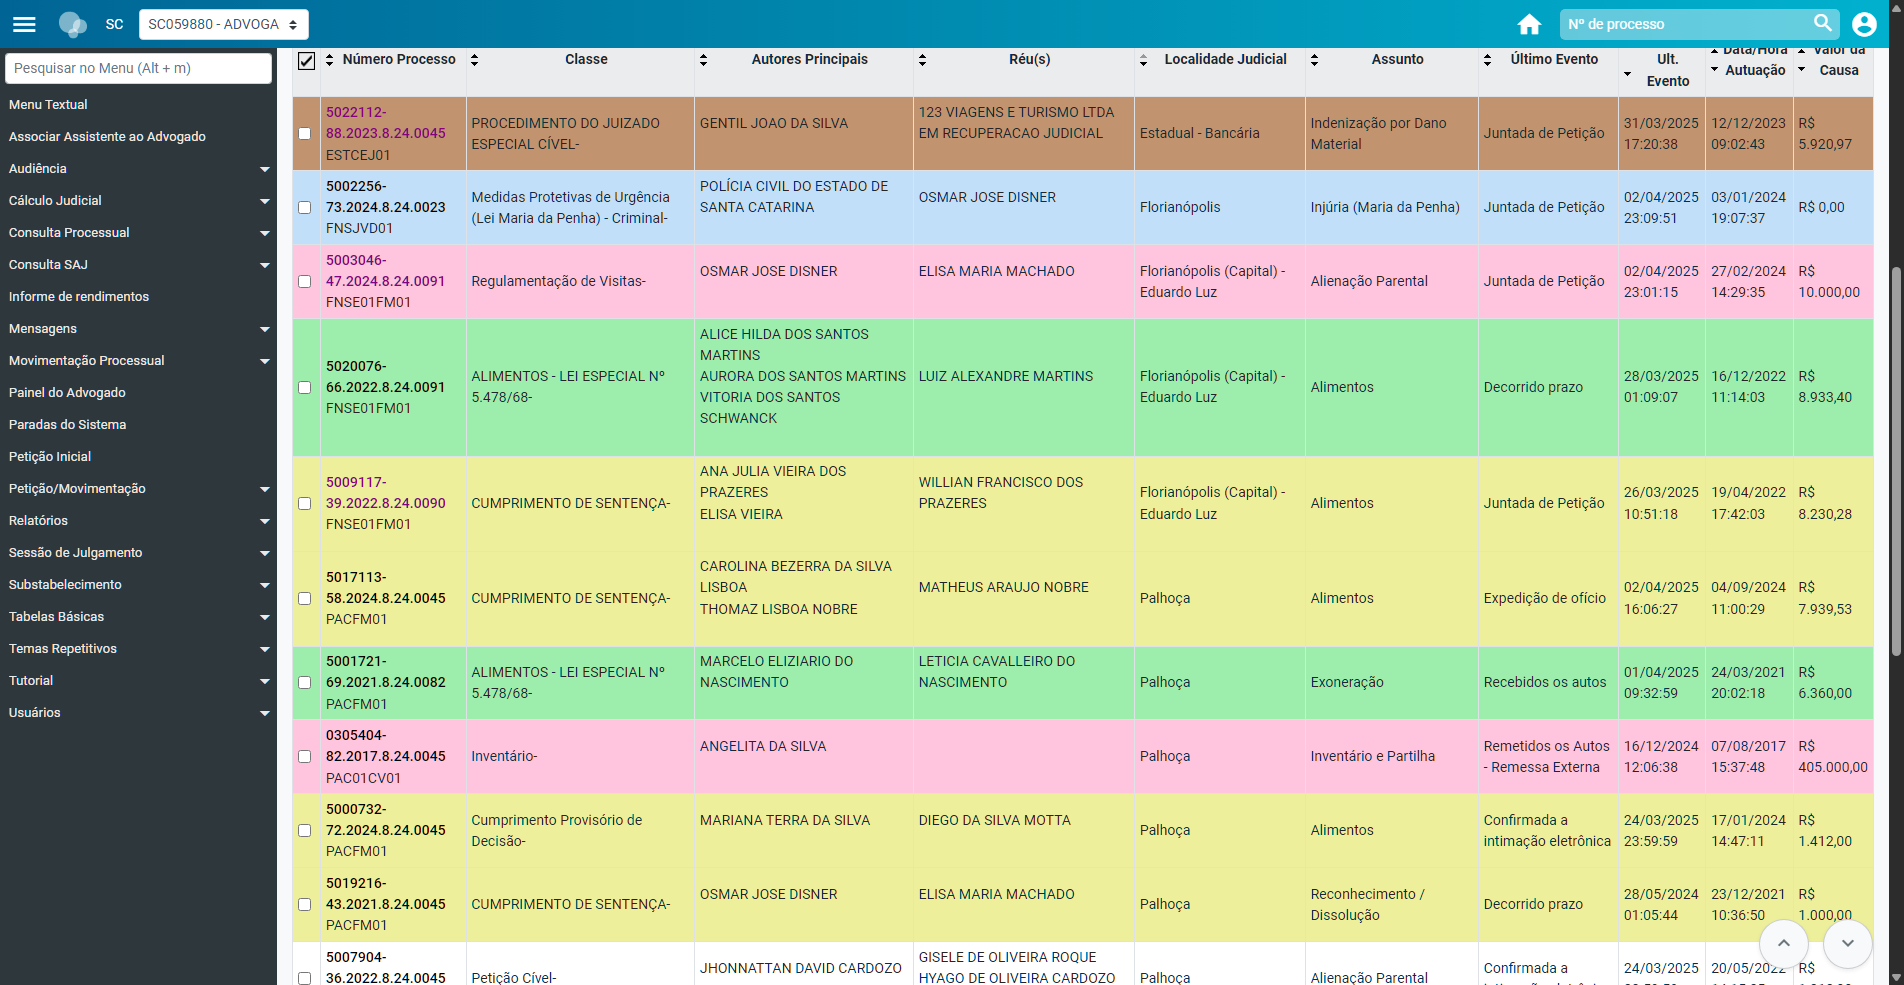 SC
SC059880 - ADVOGA
Nº de processo
Pesquisar no Menu (Alt + m)
Menu Textual
Associar Assistente ao Advogado
Audiência
Cálculo Judicial
Consulta Processual
Consulta SAJ
Informe de rendimentos
Mensagens
Movimentação Processual
Painel do Advogado
Paradas do Sistema
Petição Inicial
Petição/Movimentação
Relatórios
Sessão de Julgamento
Substabelecimento
Tabelas Básicas
Temas Repetitivos
Tutorial
Usuários
Número Processo
Classe
Autores Principais
Réu(s)
Localidade Judicial
Assunto
Último Evento
Ult.
Evento
Data/Hora
Autuação
Valor da
Causa
5022112-
88.2023.8.24.0045
ESTCEJ01
PROCEDIMENTO DO JUIZADO
ESPECIAL CÍVEL-
GENTIL JOAO DA SILVA
123 VIAGENS E TURISMO LTDA
EM RECUPERACAO JUDICIAL
Estadual - Bancária
Indenização por Dano
Material
Juntada de Petição
31/03/2025
17:20:38
12/12/2023
09:02:43
R$
5.920,97
5002256-
73.2024.8.24.0023
FNSJVD01
Medidas Protetivas de Urgência
(Lei Maria da Penha) - Criminal-
POLÍCIA CIVIL DO ESTADO DE
SANTA CATARINA
OSMAR JOSE DISNER
Florianópolis
Injúria (Maria da Penha)
Juntada de Petição
02/04/2025
23:09:51
03/01/2024
19:07:37
R$ 0,00
5003046-
47.2024.8.24.0091
FNSE01FM01
Regulamentação de Visitas-
OSMAR JOSE DISNER
ELISA MARIA MACHADO
Florianópolis (Capital) -
Eduardo Luz
Alienação Parental
Juntada de Petição
02/04/2025
23:01:15
27/02/2024
14:29:35
R$
10.000,00
5020076-
66.2022.8.24.0091
FNSE01FM01
ALIMENTOS - LEI ESPECIAL Nº
5.478/68-
ALICE HILDA DOS SANTOS
MARTINS
AURORA DOS SANTOS MARTINS
VITORIA DOS SANTOS
SCHWANCK
LUIZ ALEXANDRE MARTINS
Florianópolis (Capital) -
Eduardo Luz
Alimentos
Decorrido prazo
28/03/2025
01:09:07
16/12/2022
11:14:03
R$
8.933,40
5009117-
39.2022.8.24.0090
FNSE01FM01
CUMPRIMENTO DE SENTENÇA-
ANA JULIA VIEIRA DOS
PRAZERES
ELISA VIEIRA
WILLIAN FRANCISCO DOS
PRAZERES
Florianópolis (Capital) -
Eduardo Luz
Alimentos
Juntada de Petição
26/03/2025
10:51:18
19/04/2022
17:42:03
R$
8.230,28
5017113-
58.2024.8.24.0045
PACFM01
CUMPRIMENTO DE SENTENÇA-
CAROLINA BEZERRA DA SILVA
LISBOA
THOMAZ LISBOA NOBRE
MATHEUS ARAUJO NOBRE
Palhoça
Alimentos
Expedição de ofício
02/04/2025
16:06:27
04/09/2024
11:00:29
R$
7.939,53
5001721-
69.2021.8.24.0082
PACFM01
ALIMENTOS - LEI ESPECIAL Nº
5.478/68-
MARCELO ELIZIARIO DO
NASCIMENTO
LETICIA CAVALLEIRO DO
NASCIMENTO
Palhoça
Exoneração
Recebidos os autos
01/04/2025
09:32:59
24/03/2021
20:02:18
R$
6.360,00
0305404-
82.2017.8.24.0045
PAC01CV01
Inventário-
ANGELITA DA SILVA
Palhoça
Inventário e Partilha
Remetidos os Autos
- Remessa Externa
16/12/2024
12:06:38
07/08/2017
15:37:48
R$
405.000,00
5000732-
72.2024.8.24.0045
PACFM01
Cumprimento Provisório de
Decisão-
MARIANA TERRA DA SILVA
DIEGO DA SILVA MOTTA
Palhoça
Alimentos
Confirmada a
intimação eletrônica
24/03/2025
23:59:59
17/01/2024
14:47:11
R$
1.412,00
5019216-
43.2021.8.24.0045
PACFM01
CUMPRIMENTO DE SENTENÇA-
OSMAR JOSE DISNER
ELISA MARIA MACHADO
Palhoça
Reconhecimento /
Dissolução
Decorrido prazo
28/05/2024
01:05:44
23/12/2021
10:36:50
R$
1.000,00
5007904-
36.2022.8.24.0045
Petição Cível-
JHONNATTAN DAVID CARDOZO
GISELE DE OLIVEIRA ROQUE
HYAGO DE OLIVEIRA CARDOZO
Palhoça
Alienação Parental
Confirmada a
24/03/2025
20/05/2022
R$